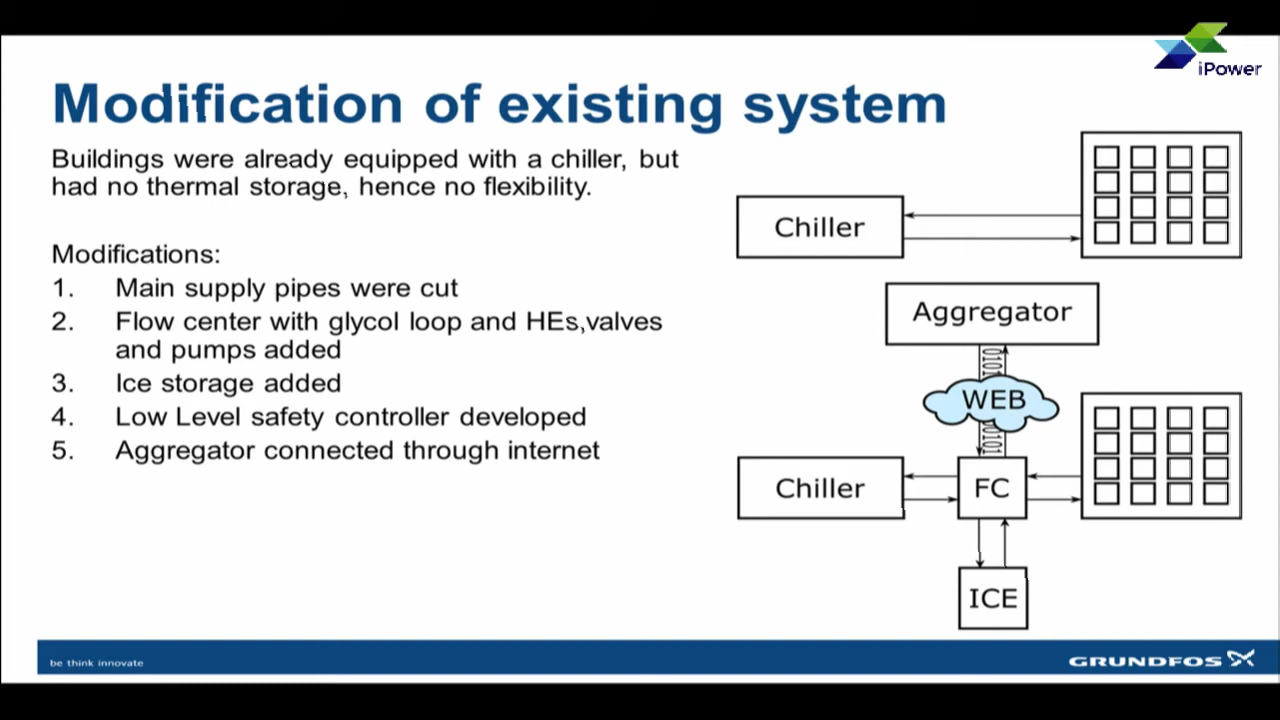 iPower
Modification of existing system
Buildings were already equipped with a chiller, but
had no thermal storage, hence no flexibility.
Modifications:
1. Main supply pipes were cut
2. Flow center with glycol loop and HEs,valves
and pumps added
3. Ice storage added
4. Low Level safety controller developed
5. Aggregator connected through internet
Chiller
Aggregator
0101
WEB
0101
Chiller
FC
ICE
be think innovate
GRUNDFOS